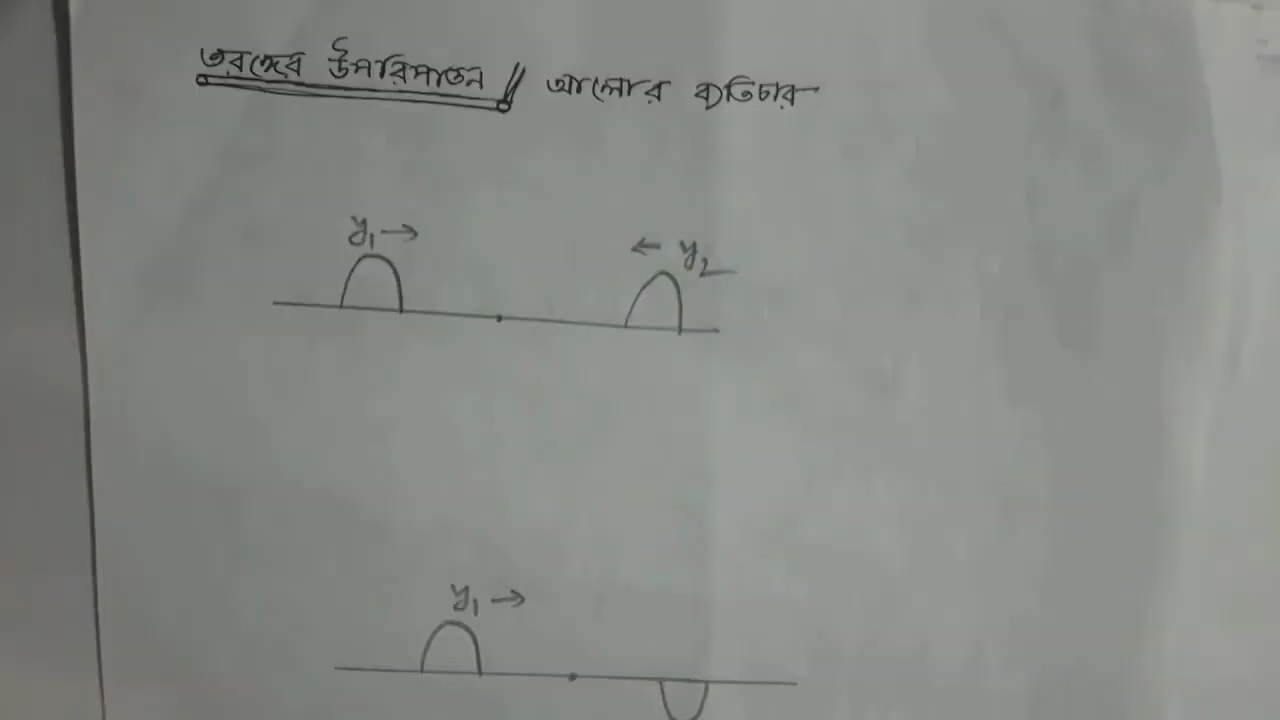 তরঙ্গের উপরিপাতন // আলোর ব্যতিচার
y₁ → ← y₂
y₁ →